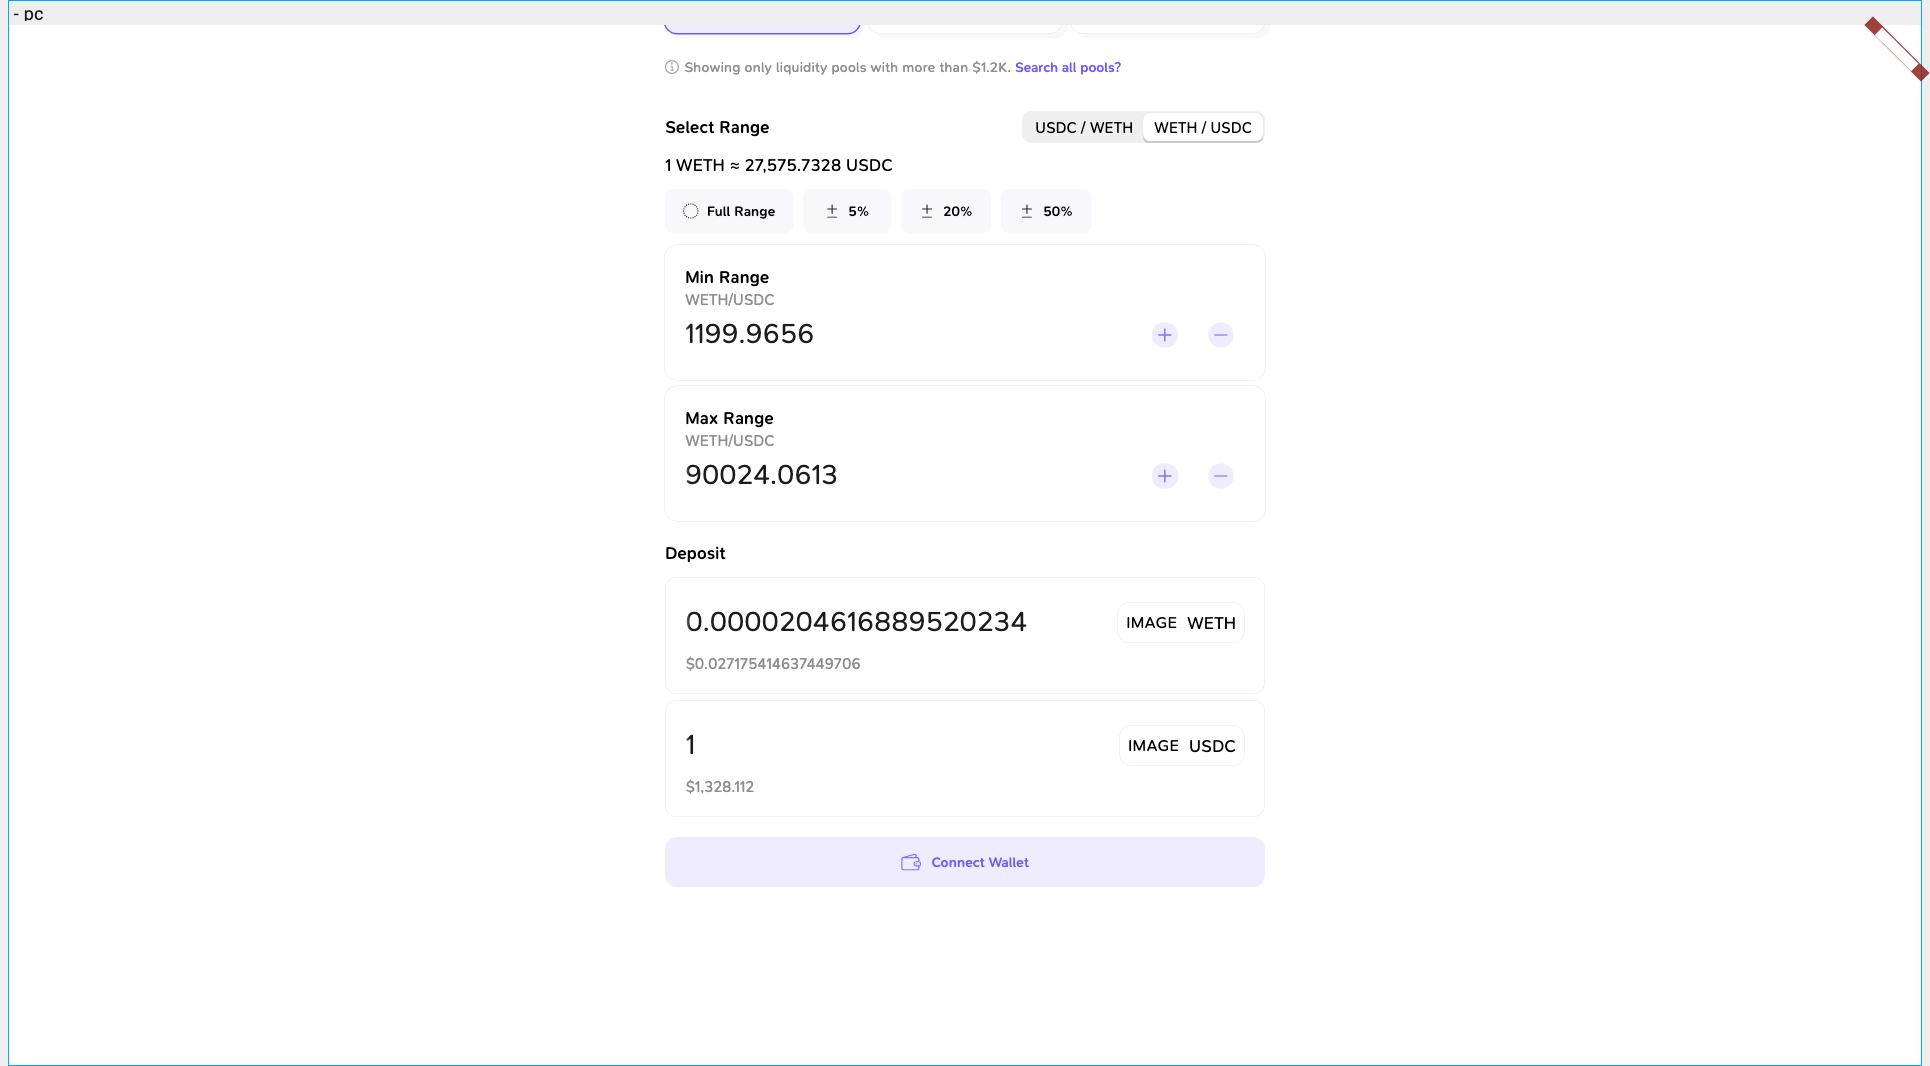 - pc
Showing only liquidity pools with more than $1.2K. Search all pools?
Select Range
USDC / WETH
WETH / USDC
1 WETH ≈ 27,575.7328 USDC
Full Range
± 5%
± 20%
± 50%
Min Range
WETH/USDC
1199.9656
Max Range
WETH/USDC
90024.0613
Deposit
0.0000204616889520234
IMAGE WETH
$0.027175414637449706
1
IMAGE USDC
$1,328.112
Connect Wallet